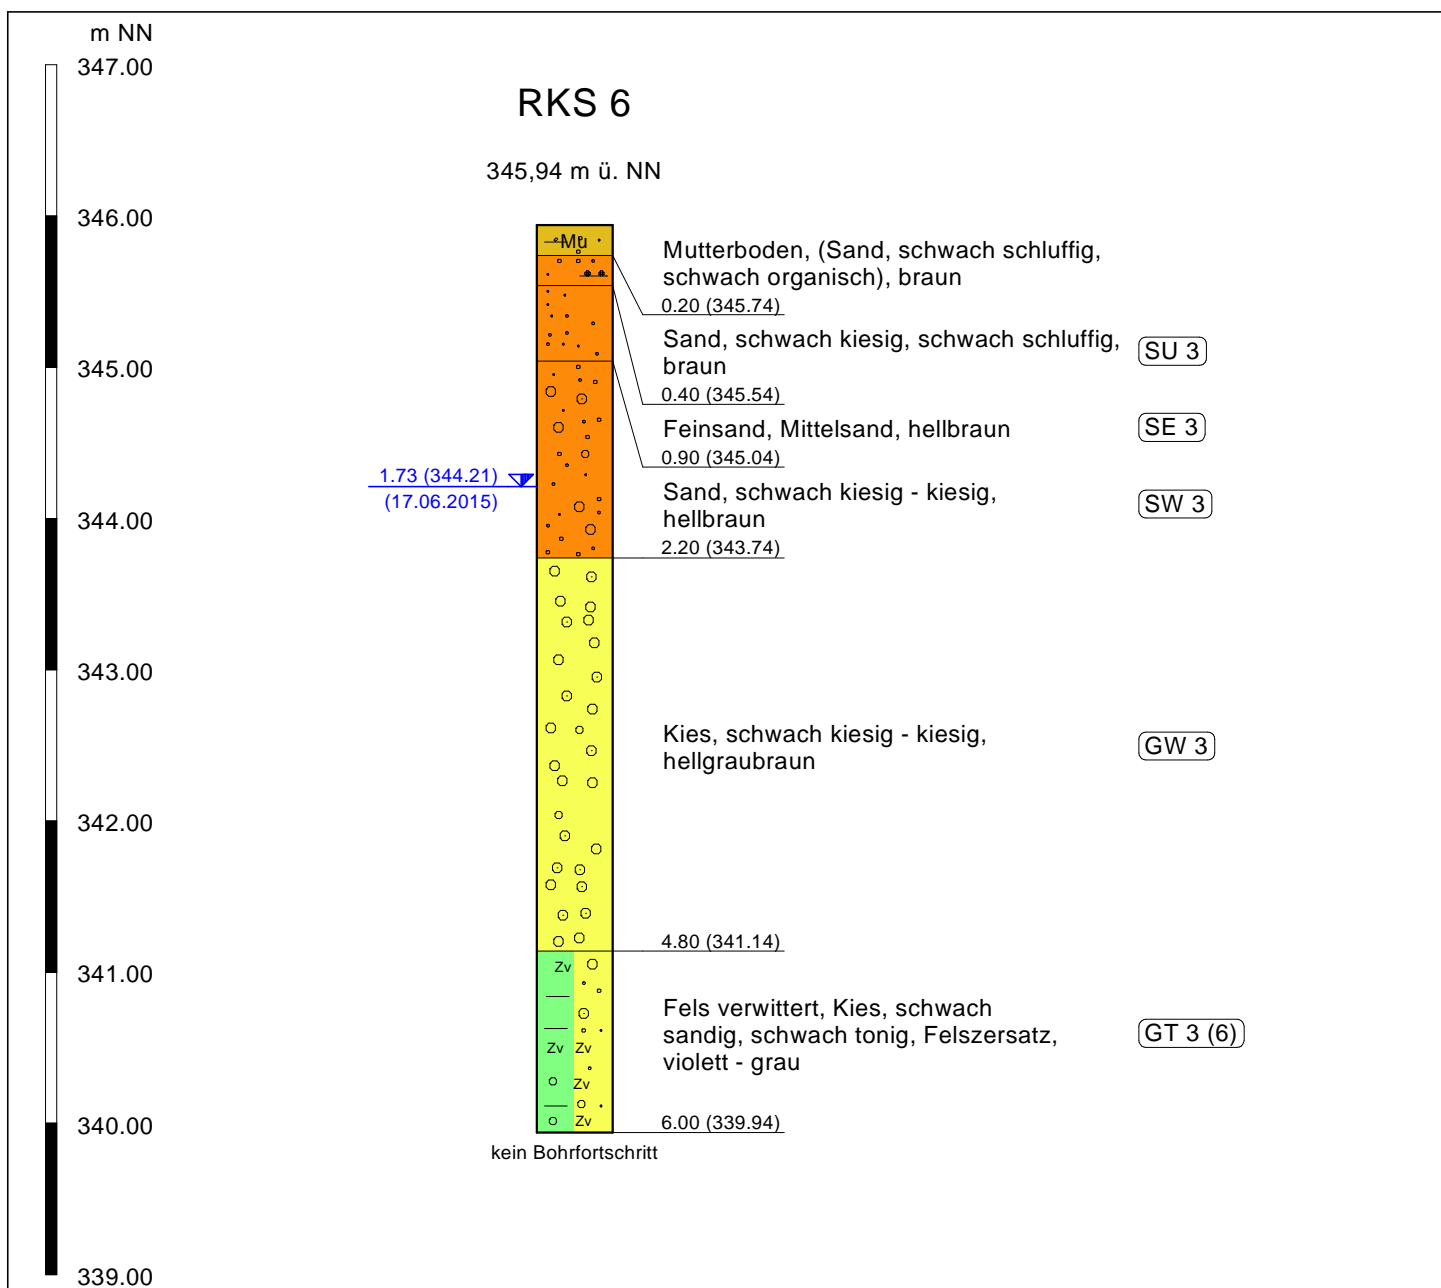 m NN
347.00
RKS 6
345,94 m ü. NN
346.00
Mu
Mutterboden, (Sand, schwach schluffig,
schwach organisch), braun
0.20 (345.74)
Sand, schwach kiesig, schwach schluffig,
braun
SU 3
345.00
0.40 (345.54)
Feinsand, Mittelsand, hellbraun
SE 3
0.90 (345.04)
1.73 (344.21)
(17.06.2015)
Sand, schwach kiesig - kiesig,
hellbraun
SW 3
344.00
2.20 (343.74)
343.00
Kies, schwach kiesig - kiesig,
hellgraubraun
GW 3
342.00
4.80 (341.14)
341.00
Zv
Fels verwittert, Kies, schwach
sandig, schwach tonig, Felszersatz,
violett - grau
GT 3 (6)
Zv Zv
Zv
Zv
340.00
6.00 (339.94)
kein Bohrfortschritt
339.00